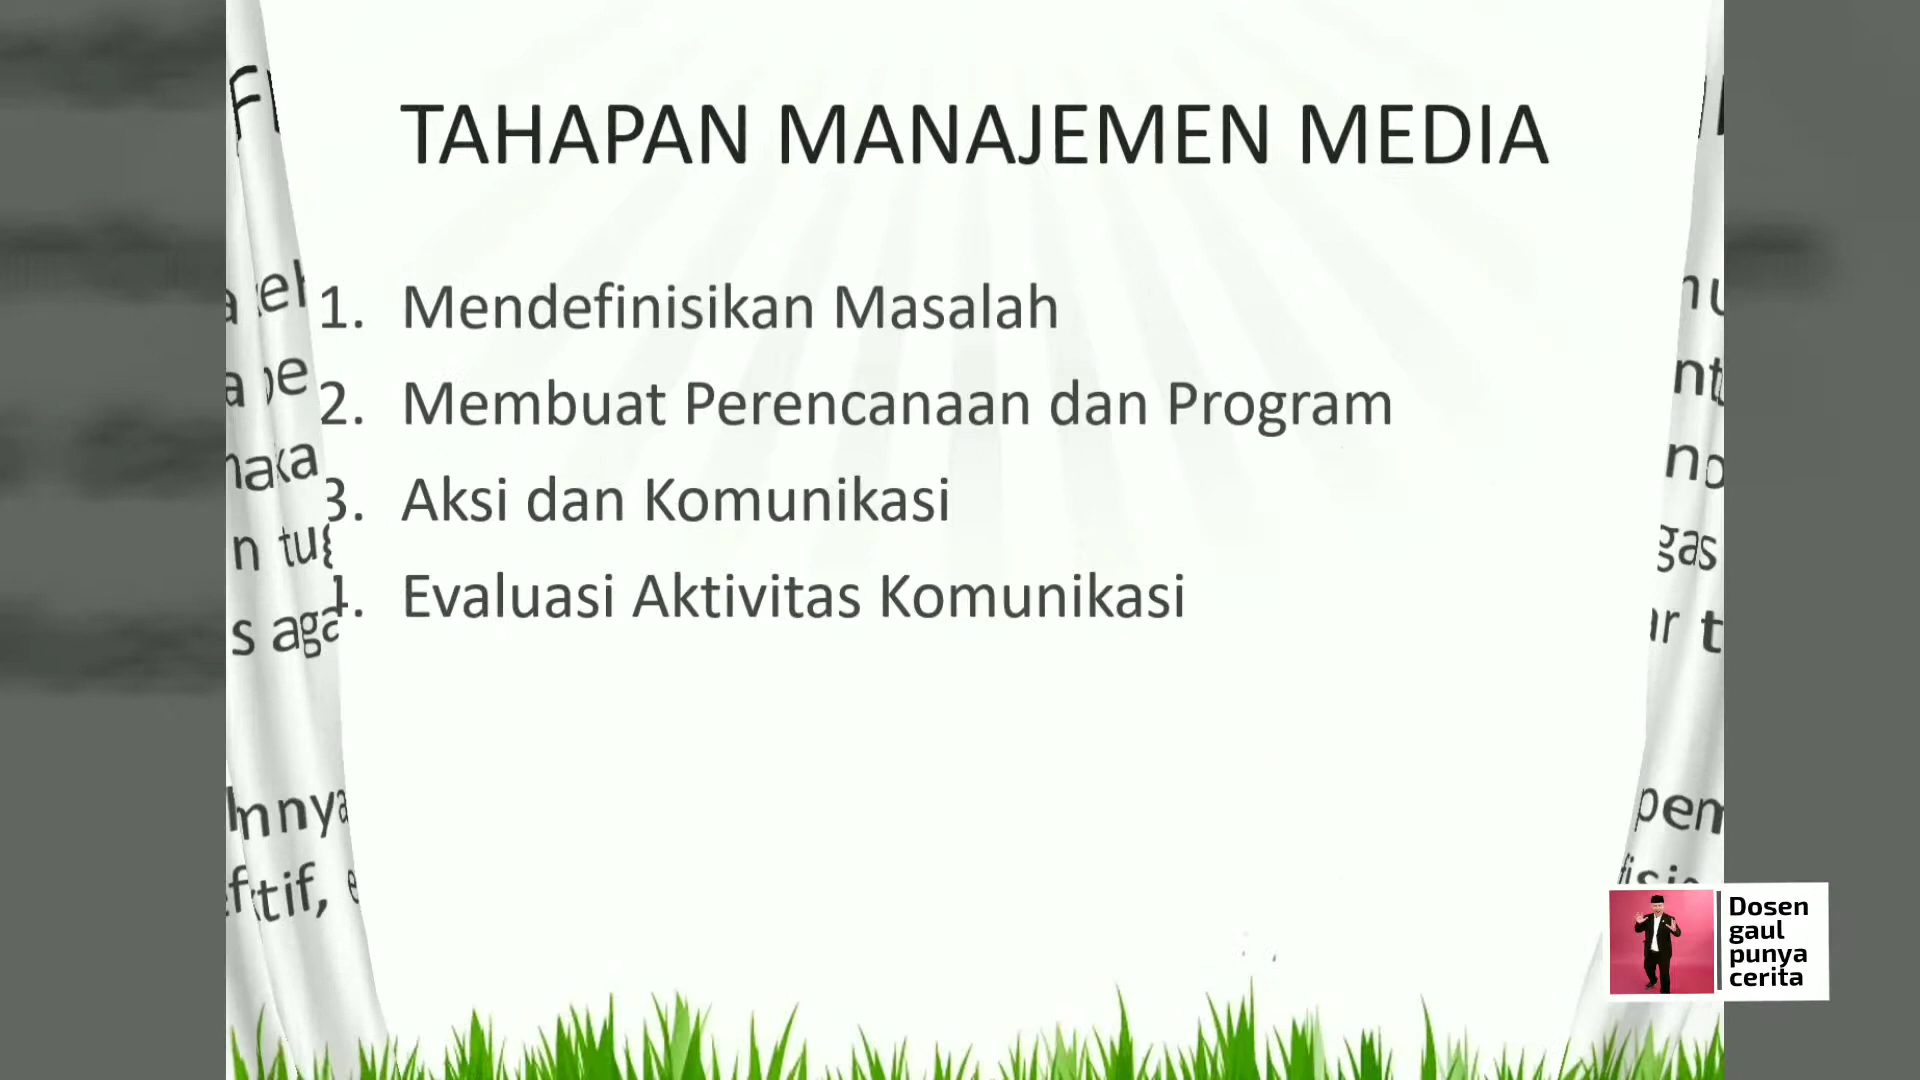 TAHAPAN MANAJEMEN MEDIA
1. Mendefinisikan Masalah
2. Membuat Perencanaan dan Program
3. Aksi dan Komunikasi
4. Evaluasi Aktivitas Komunikasi
Dosen
gaul
punya
cerita